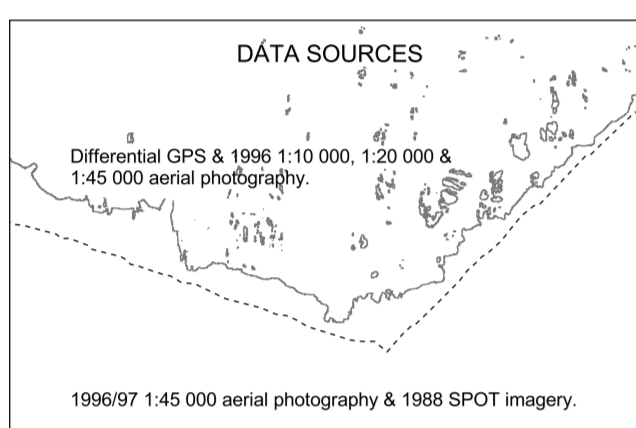 DATA SOURCES
Differential GPS & 1996 1:10 000, 1:20 000 &
1:45 000 aerial photography.
1996/97 1:45 000 aerial photography & 1988 SPOT imagery.